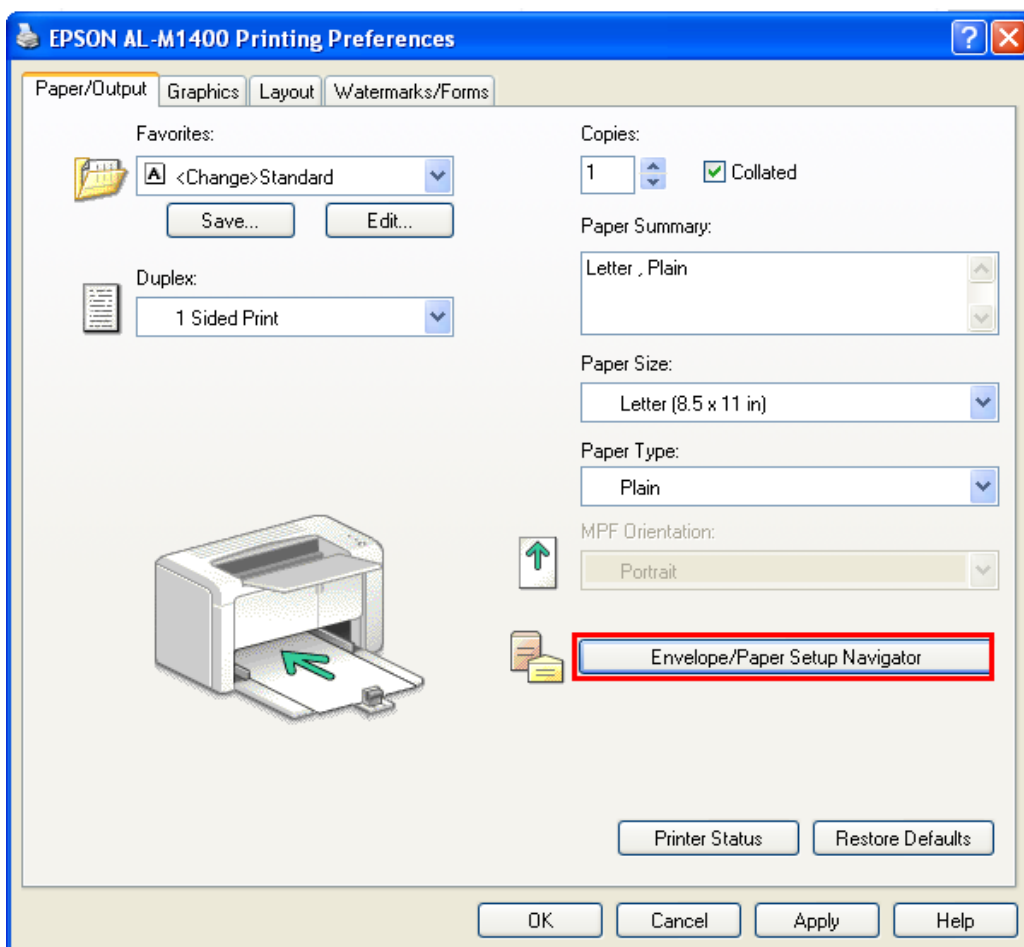 EPSON AL-M1400 Printing Preferences
?
Paper/Output Graphics Layout Watermarks/Forms
Favorites:
A <Change>Standard
Save... Edit...
Duplex:
1 Sided Print
Copies:
1 Collated
Paper Summary:
Letter , Plain
Paper Size:
Letter (8.5 x 11 in)
Paper Type:
Plain
MPF Orientation:
Portrait
Envelope/Paper Setup Navigator
Printer Status Restore Defaults
OK Cancel Apply Help